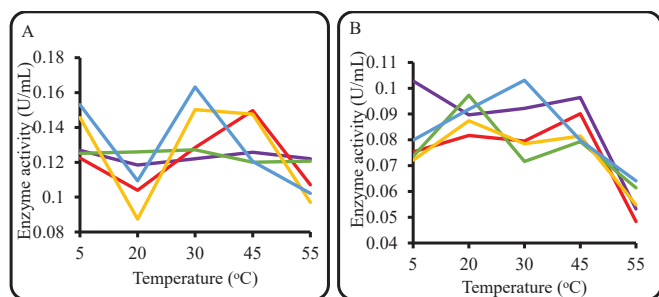 A
Enzyme activity (U/mL)
0.18
0.16
0.14
0.12
0.1
0.08
5 20 30 45 55
Temperature (°C)
B
Enzyme activity (U/mL)
0.11
0.1
0.09
0.08
0.07
0.06
0.05
0.04
5 20 30 45 55
Temperature (°C)